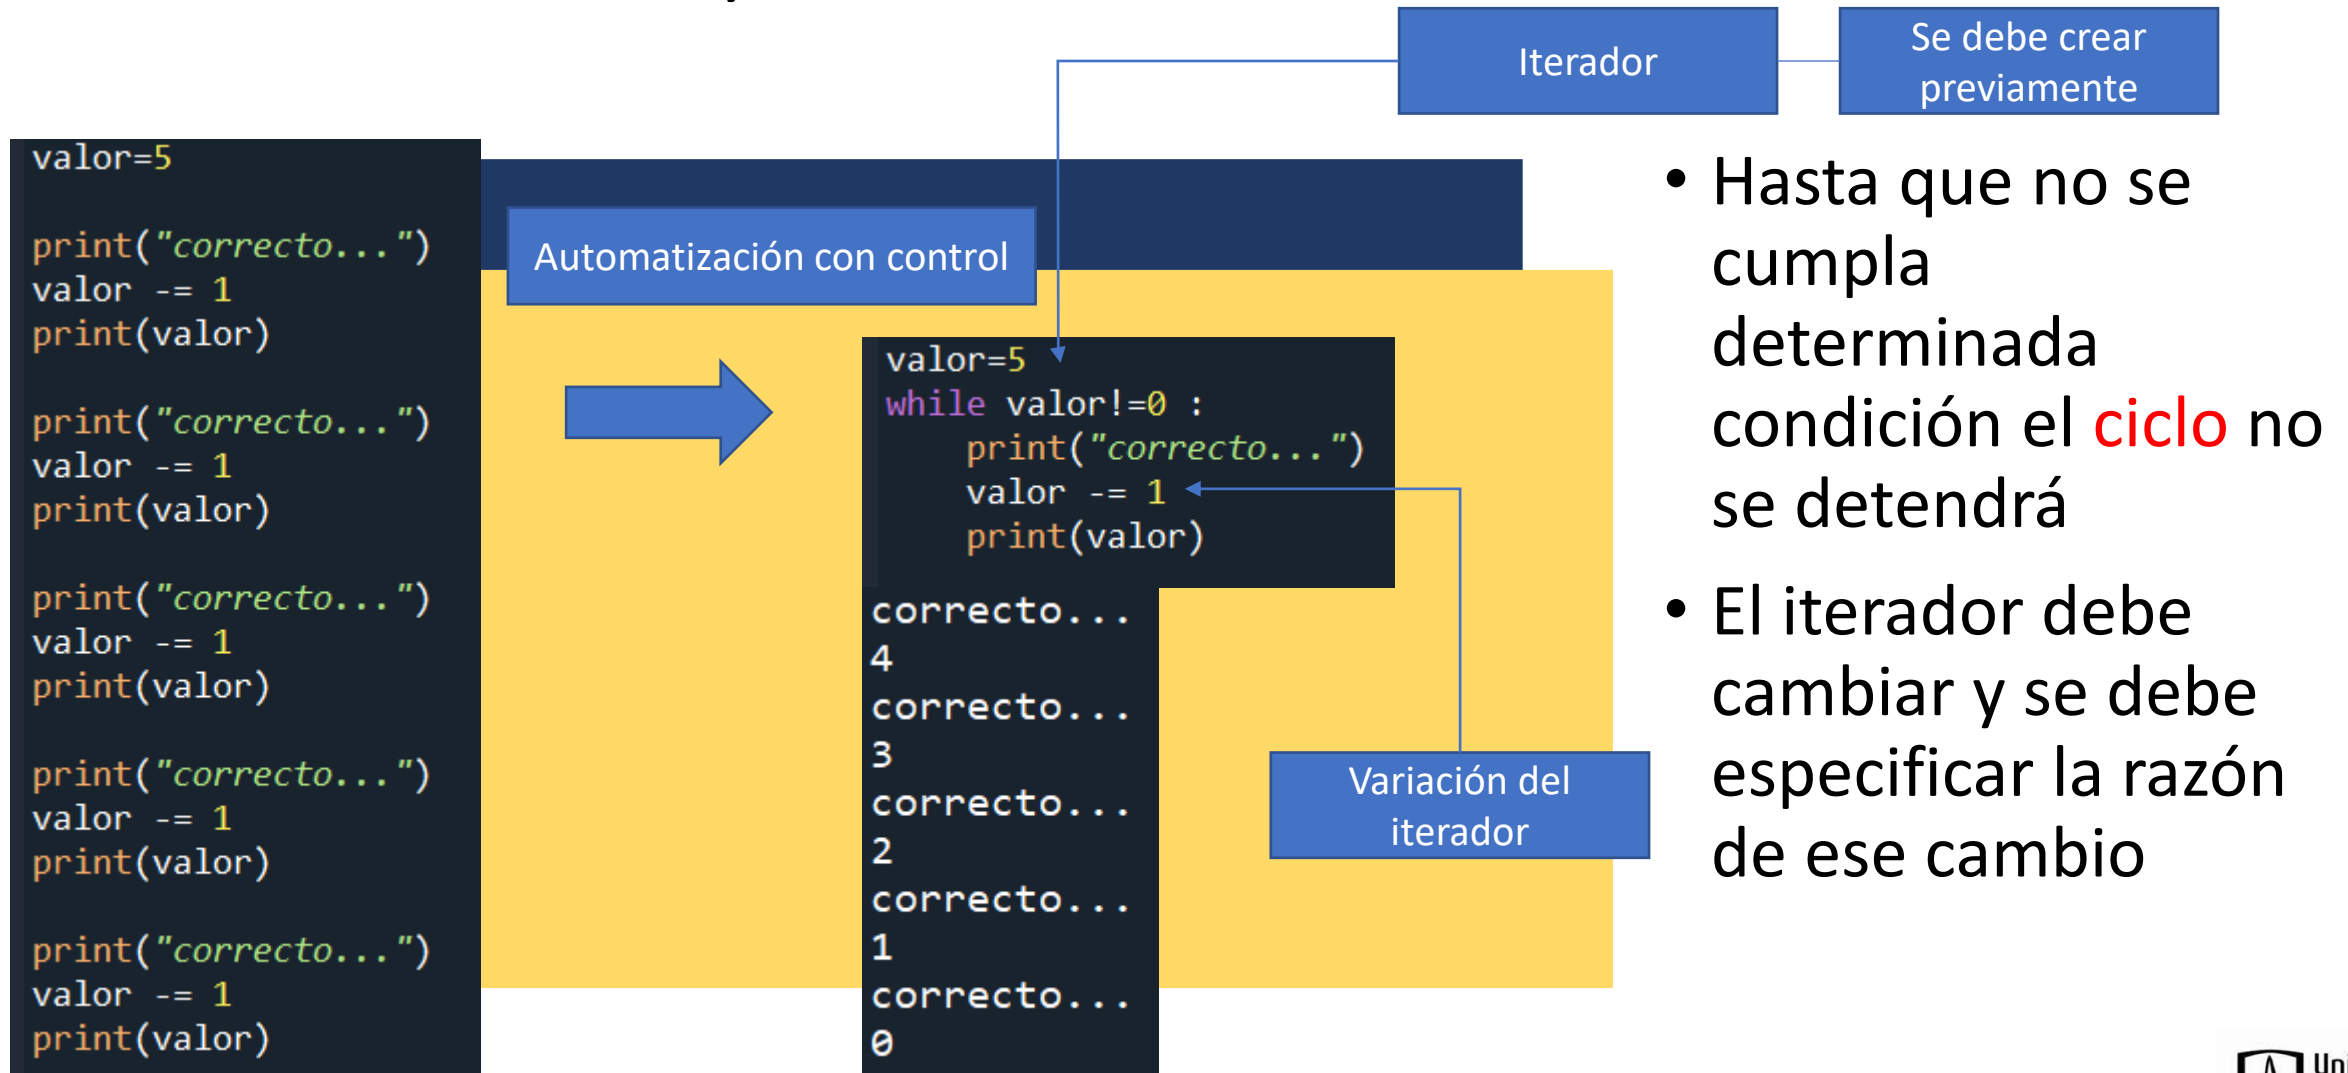 Iterador
Se debe crear
previamente
valor=5
print("correcto...")
valor -= 1
print(valor)
print("correcto...")
valor -= 1
print(valor)
print("correcto...")
valor -= 1
print(valor)
print("correcto...")
valor -= 1
print(valor)
print("correcto...")
valor -= 1
print(valor)
Automatización con control
valor=5
while valor!=0 :
    print("correcto...")
    valor -= 1
    print(valor)
correcto...
4
correcto...
3
correcto...
2
correcto...
1
correcto...
0
Variación del
iterador
• Hasta que no se
cumpla
determinada
condición el ciclo no
se detendrá
• El iterador debe
cambiar y se debe
especificar la razón
de ese cambio